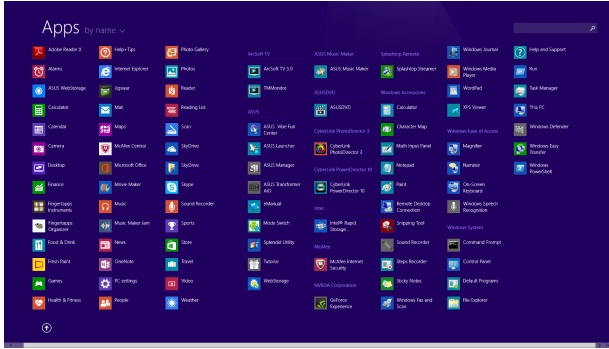 Apps by name
Adobe Reader X
Alarms
ASUS WebStorage
Calculator
Calendar
Camera
Desktop
Finance
Fingertapps
Instruments
Fingertapps
Organizer
Food & Drink
Fresh Paint
Games
Health & Fitness
Help+Tips
Internet Explorer
Jigsaw
Mail
Maps
McAfee Central
Microsoft Office
Movie Maker
Music
Music Maker Jam
News
OneNote
PC settings
People
Photo Gallery
Photos
Reader
Reading List
Scan
SkyDrive
SkyDrive
Skype
Sound Recorder
Sports
Store
Travel
Video
Weather
ArcSoft TV
ArcSoft TV 5.0
TMMonitor
ASUS
ASUS Vibe Fun
Center
ASUS Launcher
ASUS Manager
ASUS Transformer
AiO
eManual
Mode Switch
Splendid Utility
Tutorial
WebStorage
ASUS Music Maker
ASUS Music Maker
ASUSDVD
ASUSDVD
CyberLink PhotoDirector 3
CyberLink
PhotoDirector 3
CyberLink PowerDirector 10
CyberLink
PowerDirector 10
Intel
Intel® Rapid
Storage...
McAfee
McAfee Internet
Security
NVIDIA Corporation
GeForce
Experience
Splashtop Remote
Splashtop Streamer
Windows Accessories
Calculator
Character Map
Math Input Panel
Notepad
Paint
Remote Desktop
Connection
Snipping Tool
Sound Recorder
Steps Recorder
Sticky Notes
Windows Fax and
Scan
Windows Journal
Windows Media
Player
WordPad
XPS Viewer
Windows Ease of Access
Magnifier
Narrator
On-Screen
Keyboard
Windows Speech
Recognition
Windows System
Command Prompt
Control Panel
Default Programs
File Explorer
Help and Support
Run
Task Manager
This PC
Windows Defender
Windows Easy
Transfer
Windows
PowerShell